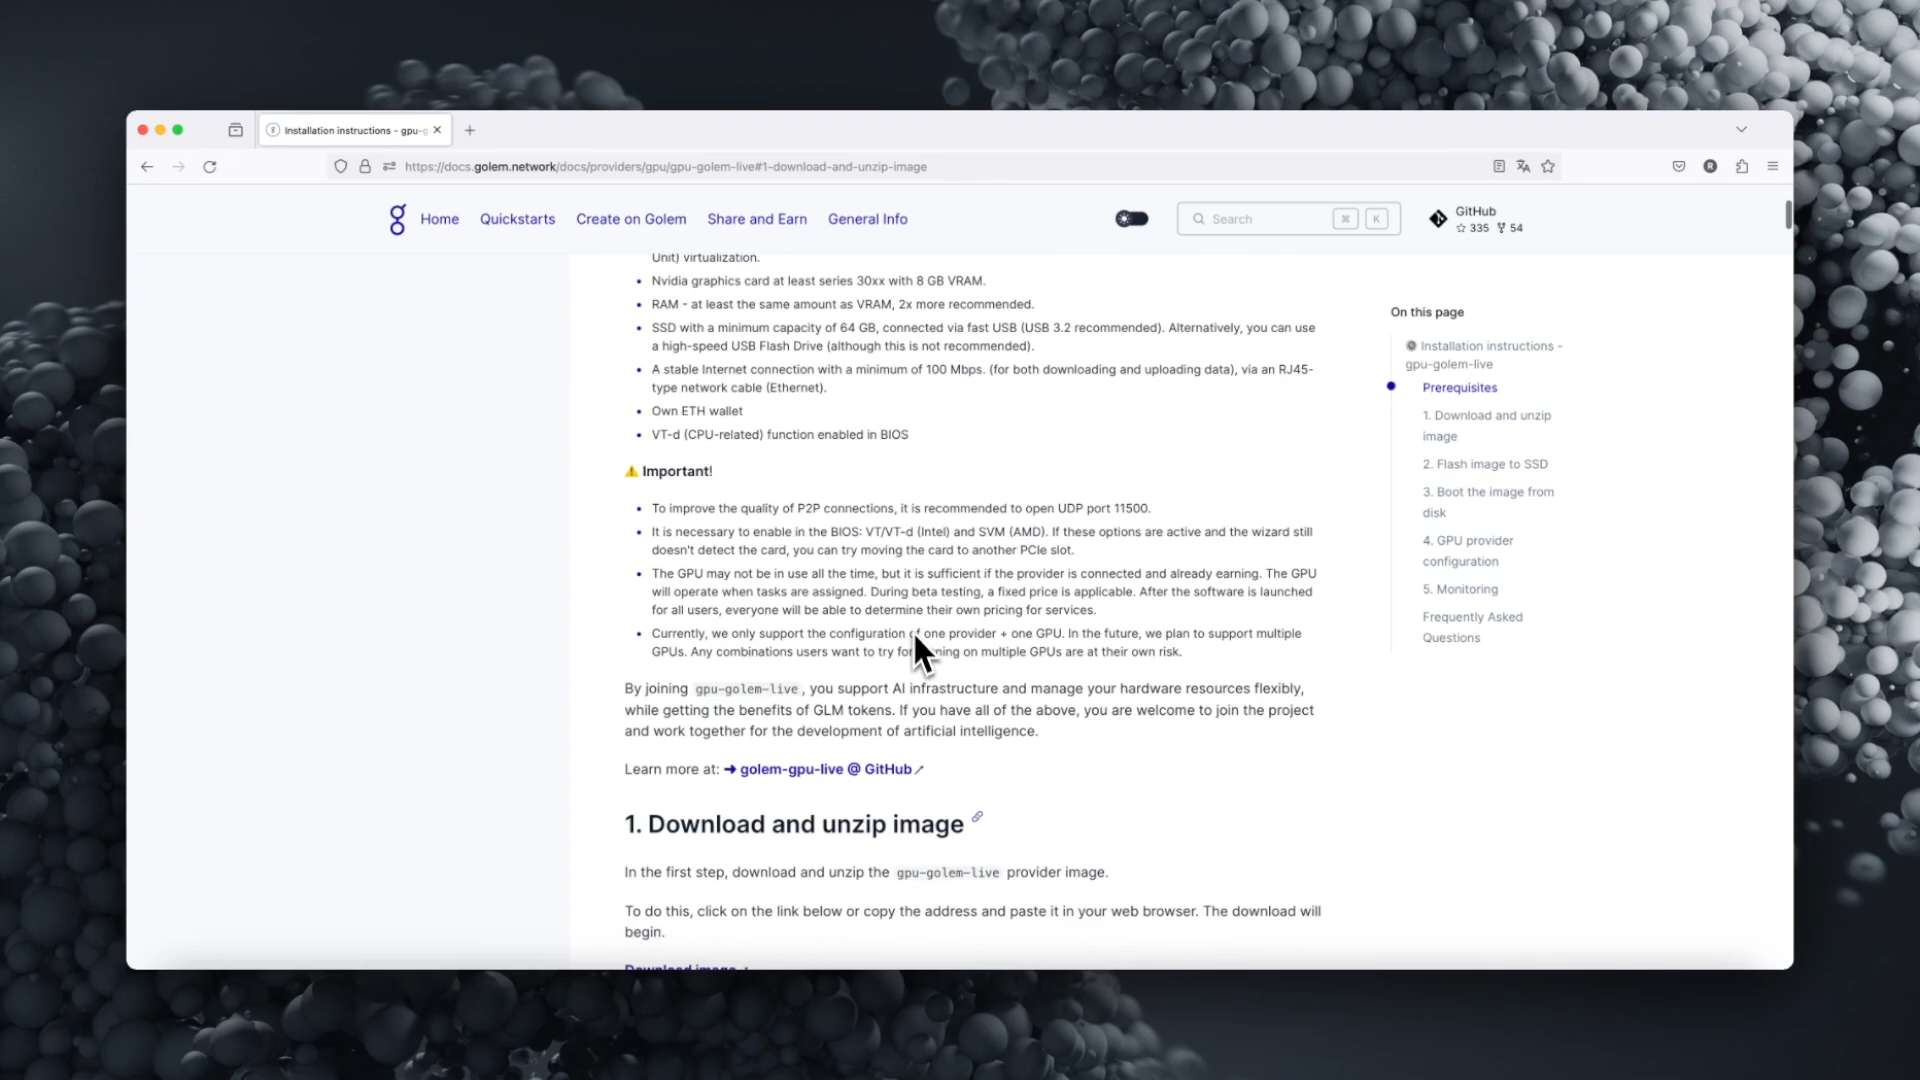 Installation instructions - gpu-g
https://docs.golem.network/docs/providers/gpu/gpu-golem-live#1-download-and-unzip-image
R
Home Quickstarts Create on Golem Share and Earn General Info
Search ⌘ K
GitHub
335 54
Unit) virtualization.
• Nvidia graphics card at least series 30xx with 8 GB VRAM.
• RAM - at least the same amount as VRAM, 2x more recommended.
• SSD with a minimum capacity of 64 GB, connected via fast USB (USB 3.2 recommended). Alternatively, you can use
a high-speed USB Flash Drive (although this is not recommended).
• A stable Internet connection with a minimum of 100 Mbps. (for both downloading and uploading data), via an RJ45-
type network cable (Ethernet).
• Own ETH wallet
• VT-d (CPU-related) function enabled in BIOS
⚠️ Important!
• To improve the quality of P2P connections, it is recommended to open UDP port 11500.
• It is necessary to enable in the BIOS: VT/VT-d (Intel) and SVM (AMD). If these options are active and the wizard still
doesn't detect the card, you can try moving the card to another PCIe slot.
• The GPU may not be in use all the time, but it is sufficient if the provider is connected and already earning. The GPU
will operate when tasks are assigned. During beta testing, a fixed price is applicable. After the software is launched
for all users, everyone will be able to determine their own pricing for services.
• Currently, we only support the configuration of one provider + one GPU. In the future, we plan to support multiple
GPUs. Any combinations users want to try for on multiple GPUs are at their own risk.
By joining gpu-golem-live, you support AI infrastructure and manage your hardware resources flexibly,
while getting the benefits of GLM tokens. If you have all of the above, you are welcome to join the project
and work together for the development of artificial intelligence.
Learn more at: ➜ golem-gpu-live @ GitHub↗
1. Download and unzip image
In the first step, download and unzip the gpu-golem-live provider image.
To do this, click on the link below or copy the address and paste it in your web browser. The download will
begin.
Download image
On this page
Installation instructions -
gpu-golem-live
Prerequisites
1. Download and unzip
image
2. Flash image to SSD
3. Boot the image from
disk
4. GPU provider
configuration
5. Monitoring
Frequently Asked
Questions